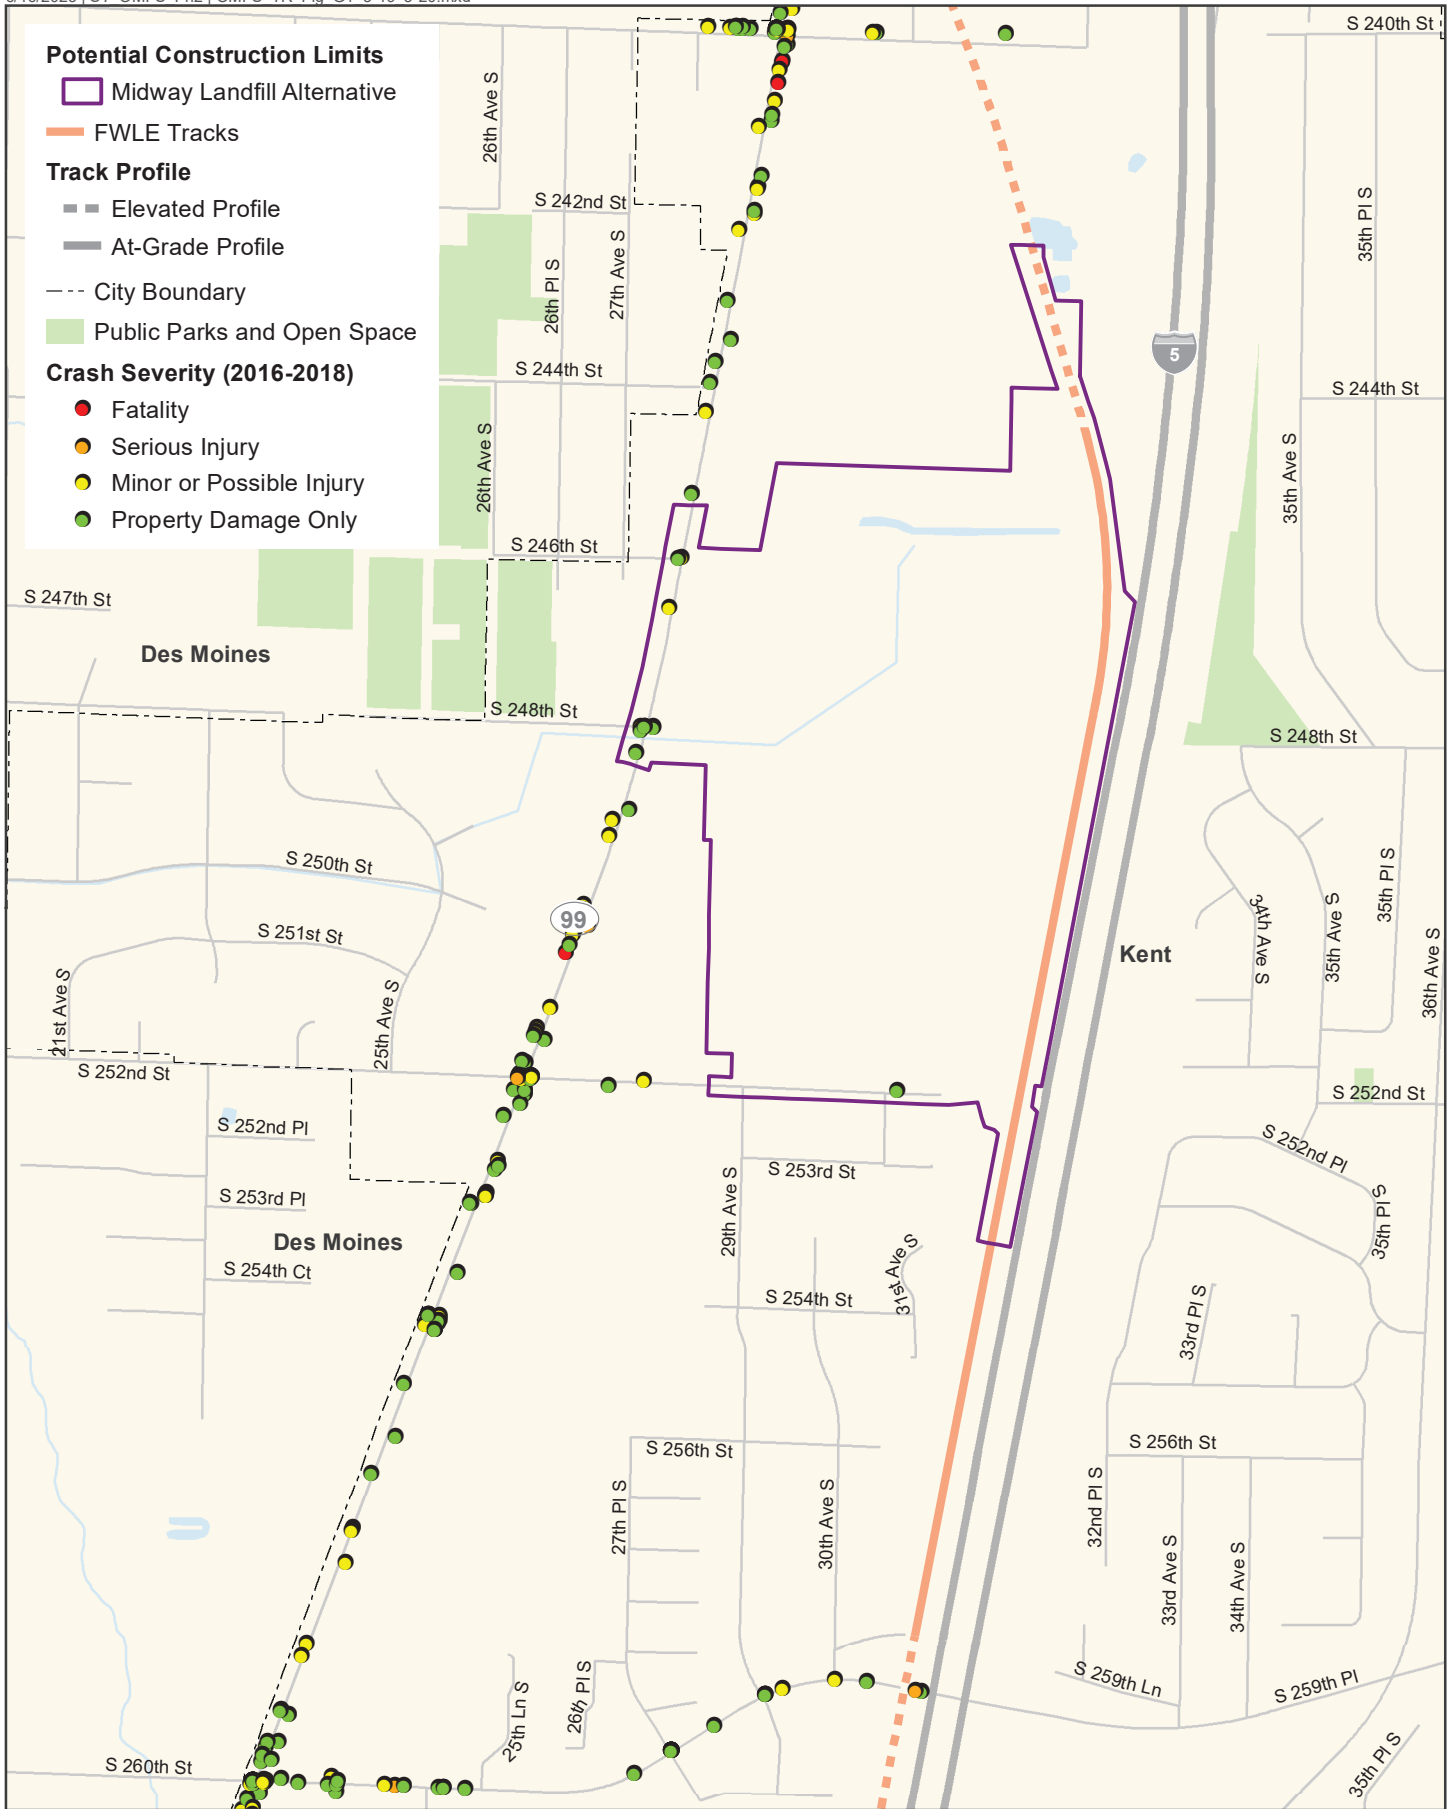 Potential Construction Limits
Midway Landfill Alternative
FWLE Tracks
Track Profile
Elevated Profile
At-Grade Profile
City Boundary
Public Parks and Open Space
Crash Severity (2016-2018)
Fatality
Serious Injury
Minor or Possible Injury
Property Damage Only
S 240th St
26th Ave S
S 242nd St
27th Ave S
26th Pl S
35th Pl S
5
S 244th St
S 244th St
26th Ave S
35th Ave S
S 246th St
S 247th St
Des Moines
S 248th St
S 248th St
S 250th St
35th Pl S
99
S 251st St
34th Ave S
35th Ave S
36th Ave S
Kent
21st Ave S
25th Ave S
S 252nd St
S 252nd St
S 252nd Pl
S 252nd Pl
S 253rd St
S 253rd Pl
29th Ave S
35th Pl S
Des Moines
31st Ave S
S 254th Ct
S 254th St
33rd Pl S
S 256th St
S 256th St
27th Pl S
30th Ave S
32nd Pl S
33rd Ave S
34th Ave S
S 259th Ln
S 259th Pl
26th Pl S
25th Ln S
S 260th St
35th Pl S